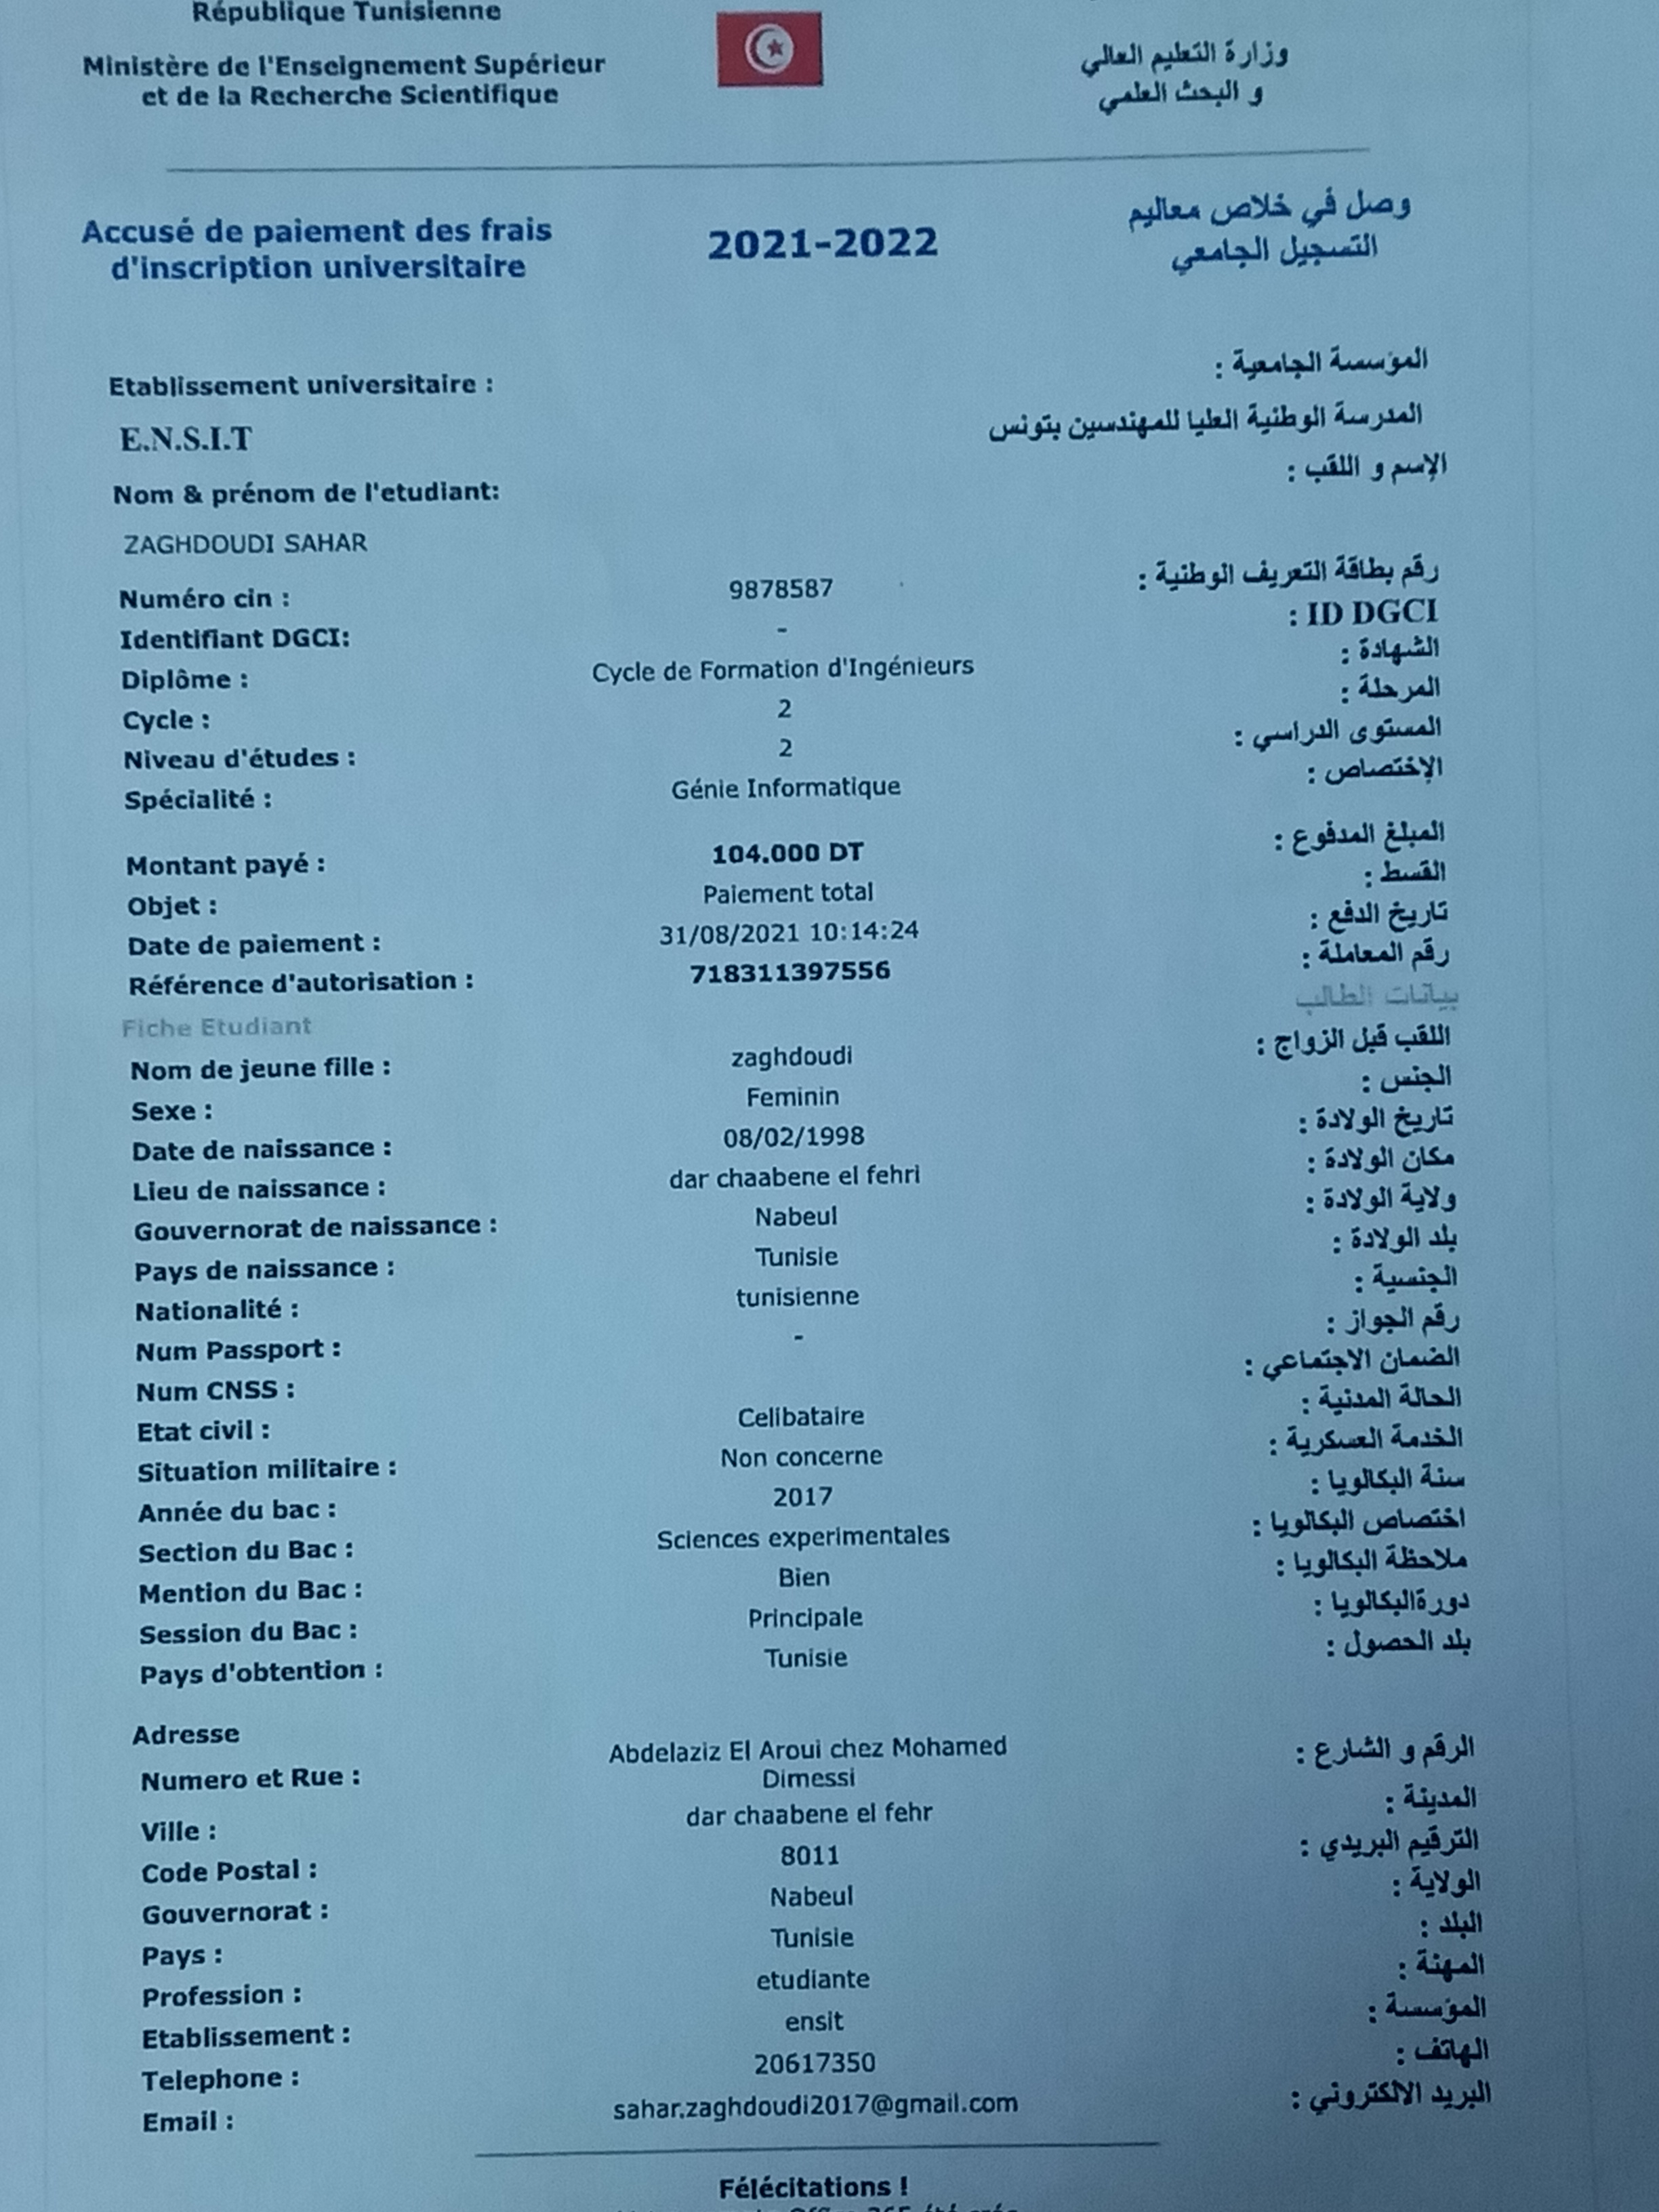 République Tunisienne
Ministère de l'Enseignement Supérieur
et de la Recherche Scientifique
وزارة التعليم العالي
و البحث العلمي
Accusé de paiement des frais
d'inscription universitaire
2021-2022
وصل في خلاص معاليم
التسجيل الجامعي
Etablissement universitaire : المؤسسة الجامعية :
E.N.S.I.T المدرسة الوطنية العليا للمهندسين بتونس
Nom & prénom de l'etudiant: الإسم و اللقب :
ZAGHDOUDI SAHAR
Numéro cin : 9878587 رقم بطاقة التعريف الوطنية :
Identifiant DGCI: - ID DGCI :
Diplôme : Cycle de Formation d'Ingénieurs الشهادة :
Cycle : 2 المرحلة :
Niveau d'études : 2 المستوى الدراسي :
Spécialité : Génie Informatique الإختصاص :
Montant payé : 104.000 DT المبلغ المدفوع :
Objet : Paiement total القسط :
Date de paiement : 31/08/2021 10:14:24 تاريخ الدفع :
Référence d'autorisation : 718311397556 رقم المعاملة :
Fiche Etudiant بيانات الطالب
Nom de jeune fille : zaghdoudi اللقب قبل الزواج :
Sexe : Feminin الجنس :
Date de naissance : 08/02/1998 تاريخ الولادة :
Lieu de naissance : dar chaabene el fehri مكان الولادة :
Gouvernorat de naissance : Nabeul ولاية الولادة :
Pays de naissance : Tunisie بلد الولادة :
Nationalité : tunisienne الجنسية :
Num Passport : - رقم الجواز :
Num CNSS : الضمان الاجتماعي :
Etat civil : Celibataire الحالة المدنية :
Situation militaire : Non concerne الخدمة العسكرية :
Année du bac : 2017 سنة البكالويا :
Section du Bac : Sciences experimentales اختصاص البكالويا :
Mention du Bac : Bien ملاحظة البكالويا :
Session du Bac : Principale دورةالبكالويا :
Pays d'obtention : Tunisie بلد الحصول :
Adresse
Numero et Rue : Abdelaziz El Aroui chez Mohamed الرقم و الشارع :
Dimessi
Ville : dar chaabene el fehr المدينة :
Code Postal : 8011 الترقيم البريدي :
Gouvernorat : Nabeul الولاية :
Pays : Tunisie البلد :
Profession : etudiante المهنة :
Etablissement : ensit المؤسسة :
Telephone : 20617350 الهاتف :
Email : sahar.zaghdoudi2017@gmail.com البريد الالكتروني :
Félécitations !